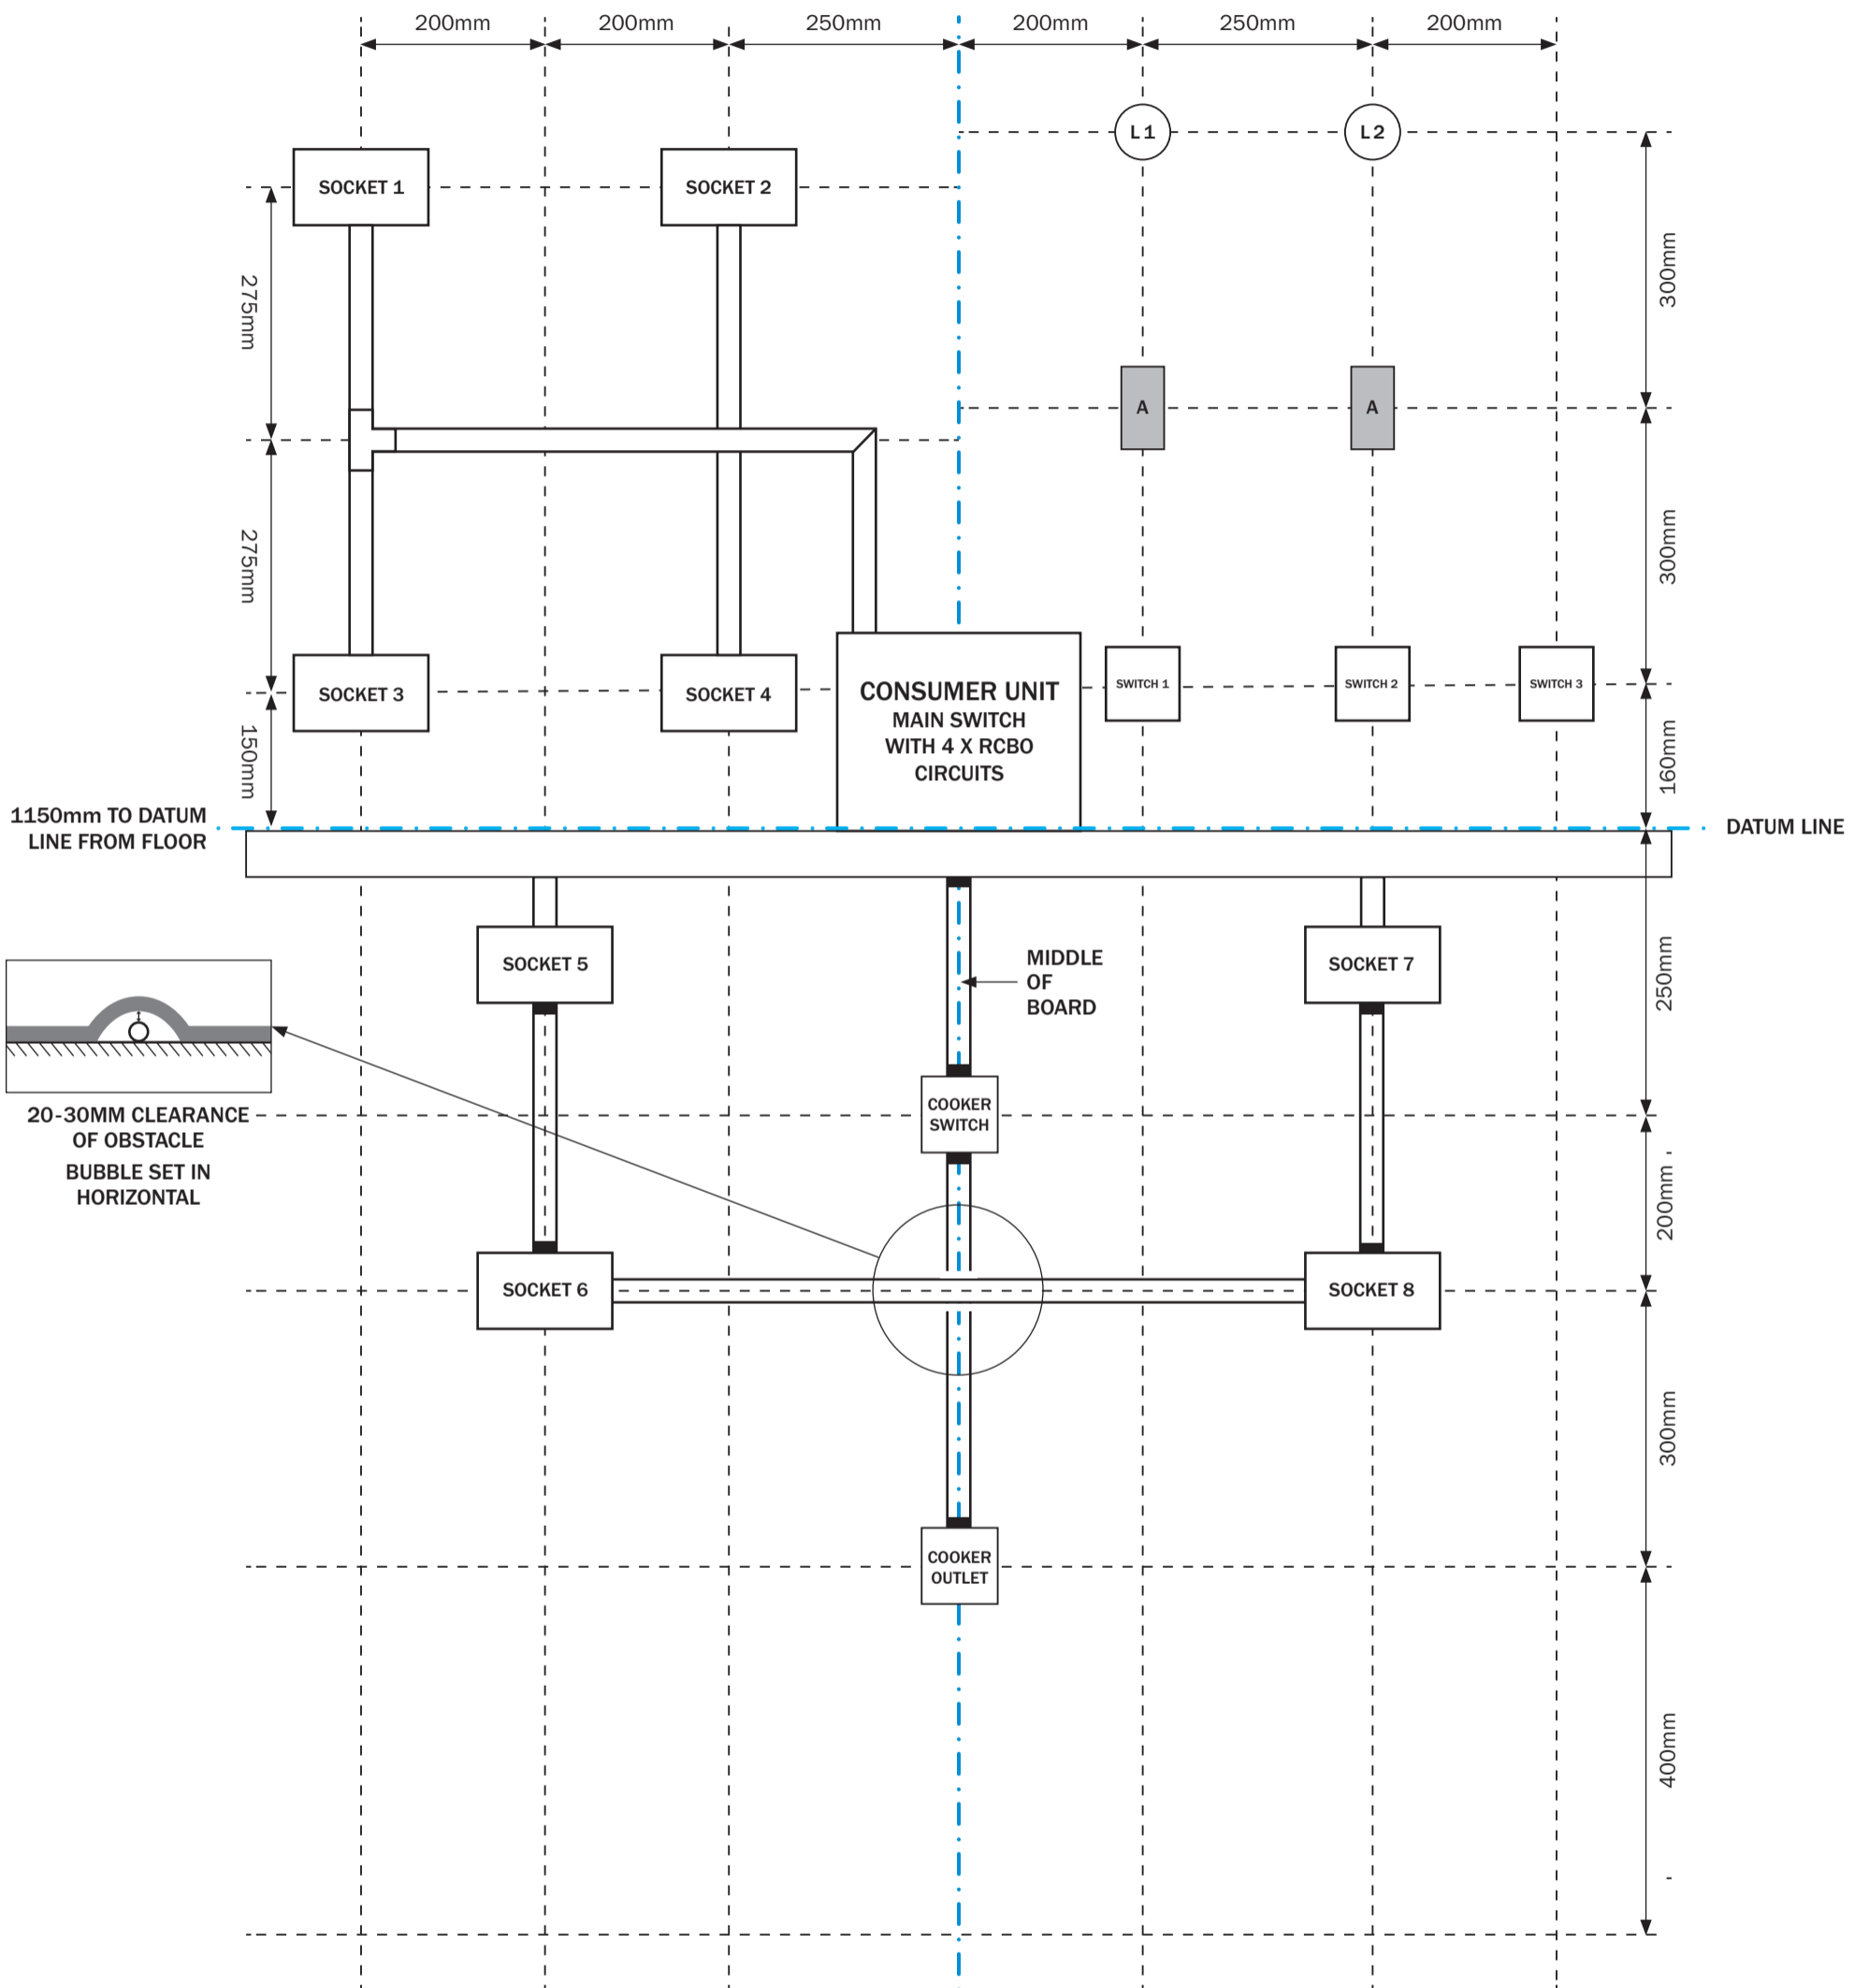 200mm
200mm
250mm
200mm
250mm
200mm
L1
L2
SOCKET 1
SOCKET 2
275mm
300mm
A
A
275mm
300mm
SOCKET 3
SOCKET 4
CONSUMER UNIT
MAIN SWITCH
WITH 4 X RCBO
CIRCUITS
SWITCH 1
SWITCH 2
SWITCH 3
150mm
160mm
1150mm TO DATUM
LINE FROM FLOOR
DATUM LINE
SOCKET 5
MIDDLE
OF
BOARD
SOCKET 7
250mm
COOKER
SWITCH
20-30MM CLEARANCE
OF OBSTACLE
BUBBLE SET IN
HORIZONTAL
200mm
SOCKET 6
SOCKET 8
300mm
COOKER
OUTLET
400mm